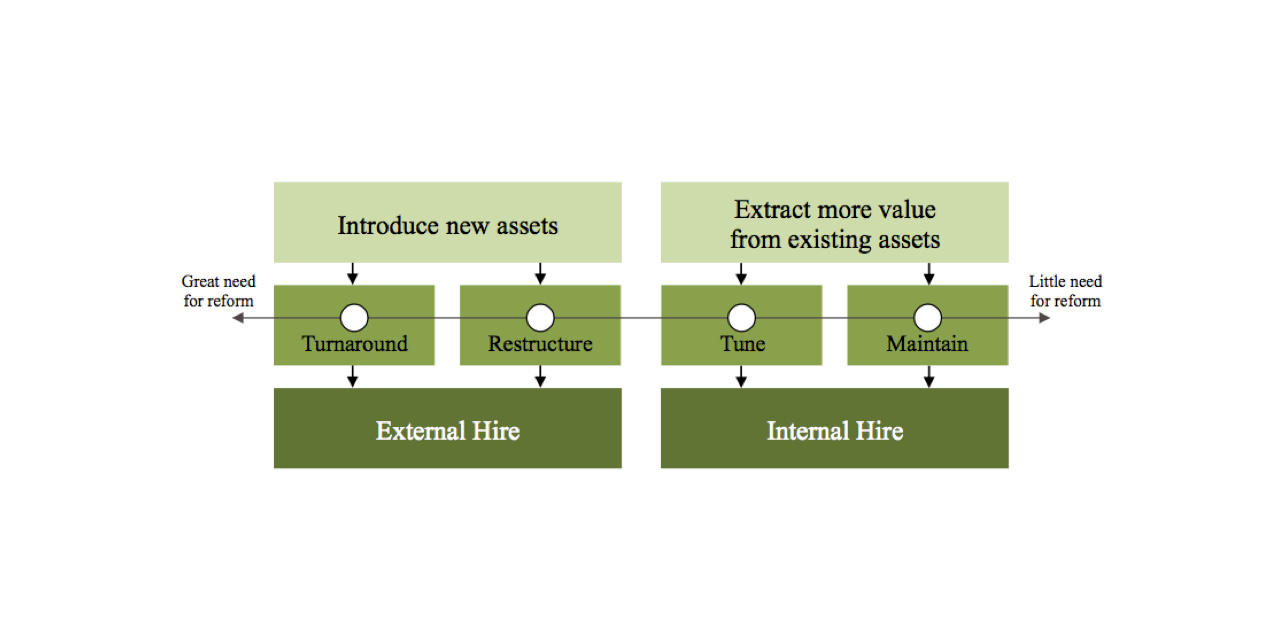 Introduce new assets
Extract more value
from existing assets
Great need
for reform
Little need
for reform
Turnaround
Restructure
Tune
Maintain
External Hire
Internal Hire